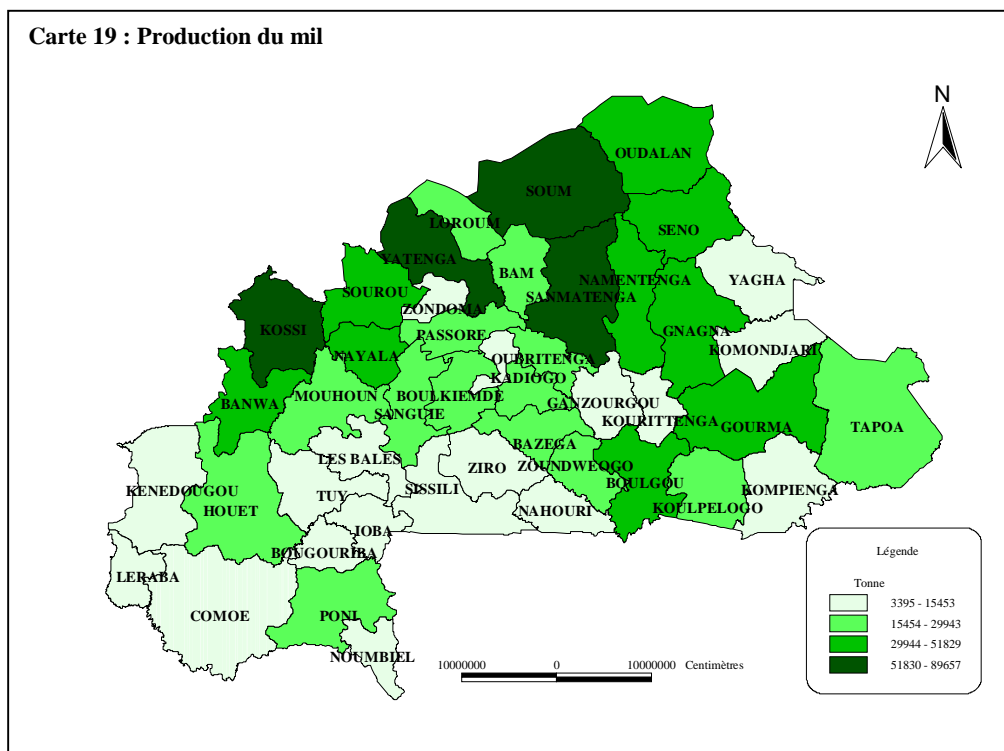 Carte 19 : Production du mil
N
OUDALAN
SOUM
LOROUM
SENO
YATENGA
BAM
NAMENTENGA
YAGHA
SOUROU
SANMATENGA
ZONDOMA
KOSSI
GNAGNA
PASSORE
KOMONDJARI
NAYALA
OUBRITENGA
KADIOGO
MOUHOUN
BOULKIEMDE
BANWA
GANZOURGOU
SANGUIE
KOURITTENGA
GOURMA
TAPOA
BAZEGA
LES BALES
ZIRO
ZOUNDWEOGO
BOULGOU
KENEDOUGOU
SISSILI
KOMPIENGA
TUY
HOUET
KOULPELOGO
NAHOURI
IOBA
BOUGOURIBA
LERABA
COMOE
PONI
NOUMBIEL
Légende
Tonne
3395 - 15453
15454 - 29943
29944 - 51829
51830 - 89657
10000000 0 10000000 Centimètres